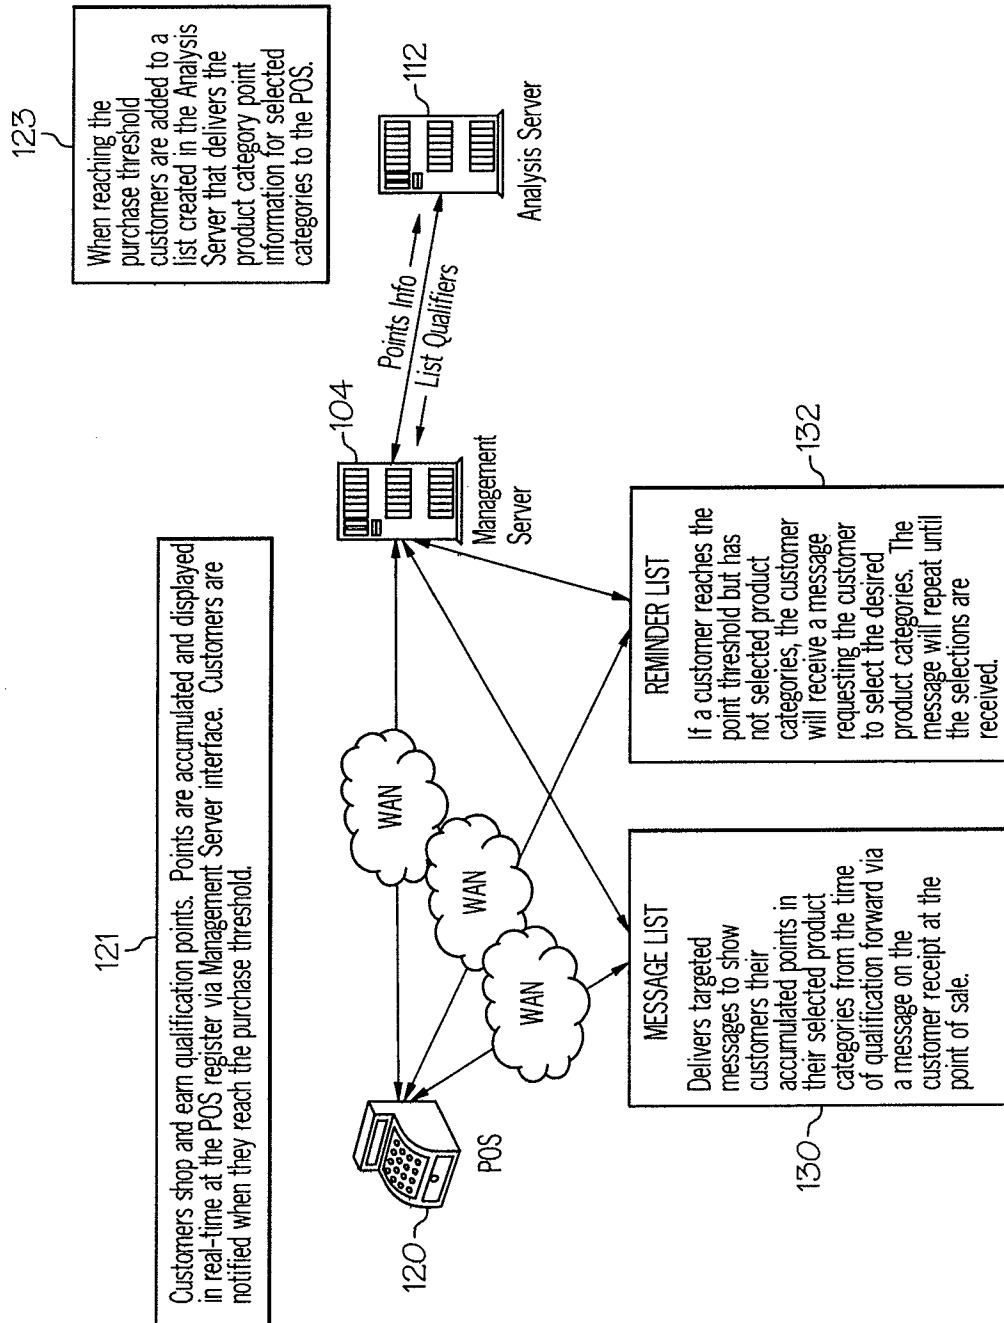 121
Customers shop and earn qualification points. Points are accumulated and displayed
in real-time at the POS register via Management Server interface. Customers are
notified when they reach the purchase threshold.
123
When reaching the
purchase threshold
customers are added to a
list created in the Analysis
Server that delivers the
product category point
information for selected
categories to the POS.
120
POS
WAN
WAN
WAN
104
Management
Server
Points Info
List Qualifiers
112
Analysis Server
MESSAGE LIST
Delivers targeted
messages to show
customers their
accumulated points in
their selected product
categories from the time
of qualification forward via
a message on the
customer receipt at the
point of sale.
130
REMINDER LIST
If a customer reaches the
point threshold but has
not selected product
categories, the customer
will receive a message
requesting the customer
to select the desired
product categories. The
message will repeat until
the selections are
received.
132